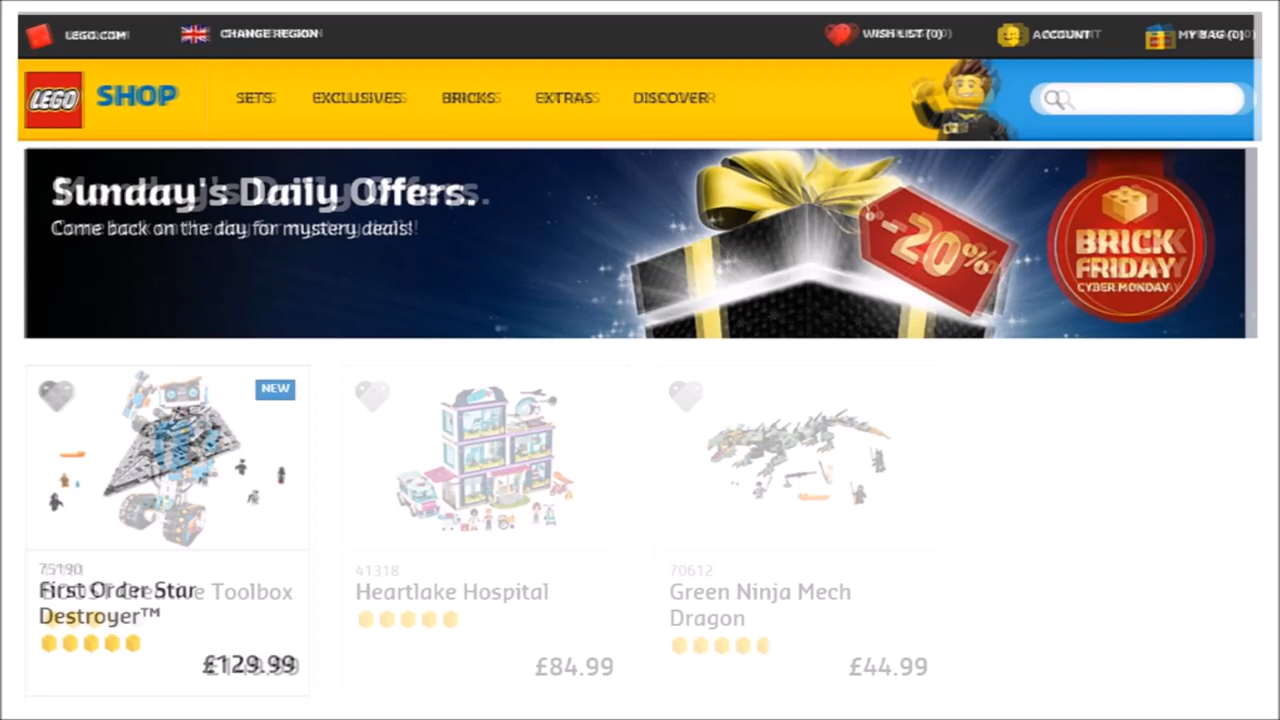 LEGO.COM
CHANGE REGION
WISH LIST (0)
ACCOUNT
MY BAG (0)
LEGO
SHOP
SETS
EXCLUSIVES
BRICKS
EXTRAS
DISCOVER
Sunday's Daily Offers.
Come back on the day for mystery deals!
-20%
BRICK
FRIDAY
CYBER MONDAY
NEW
75190
First Order Star
Destroyer™
Toolbox
£129.99
41318
Heartlake Hospital
£84.99
70612
Green Ninja Mech
Dragon
£44.99